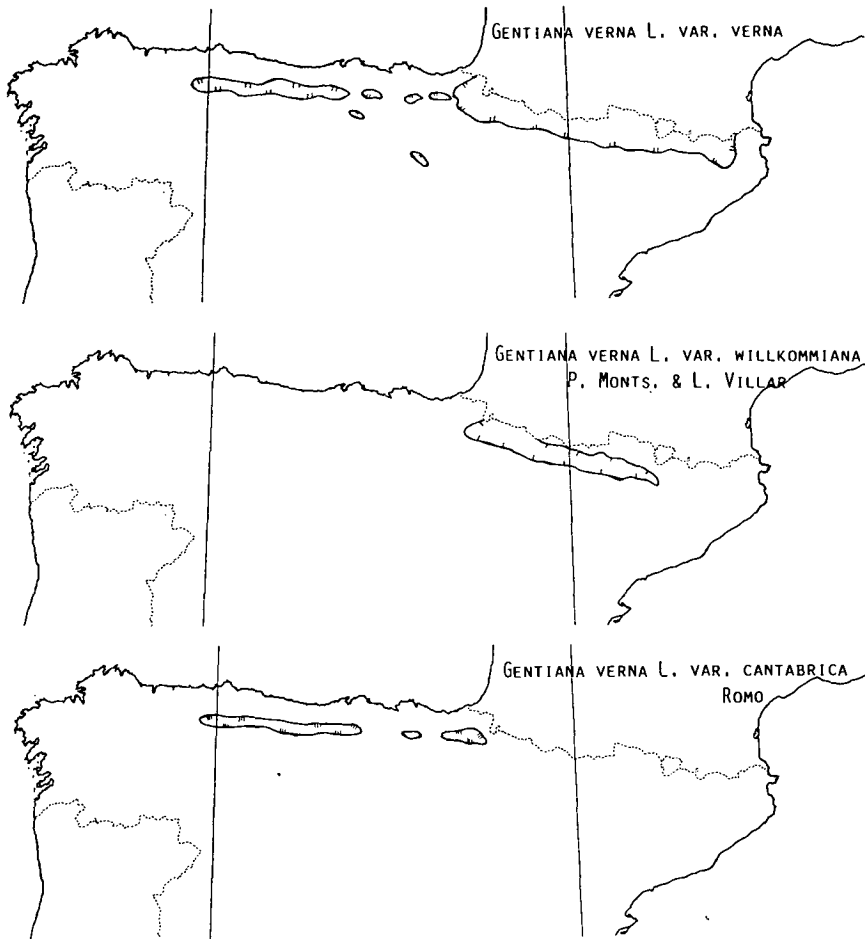 GENTIANA VERNA L. VAR. VERNA
GENTIANA VERNA L. VAR. WILLKOMMIANA
P. MONTS. & L. VILLAR
GENTIANA VERNA L. VAR. CANTABRICA
ROMO